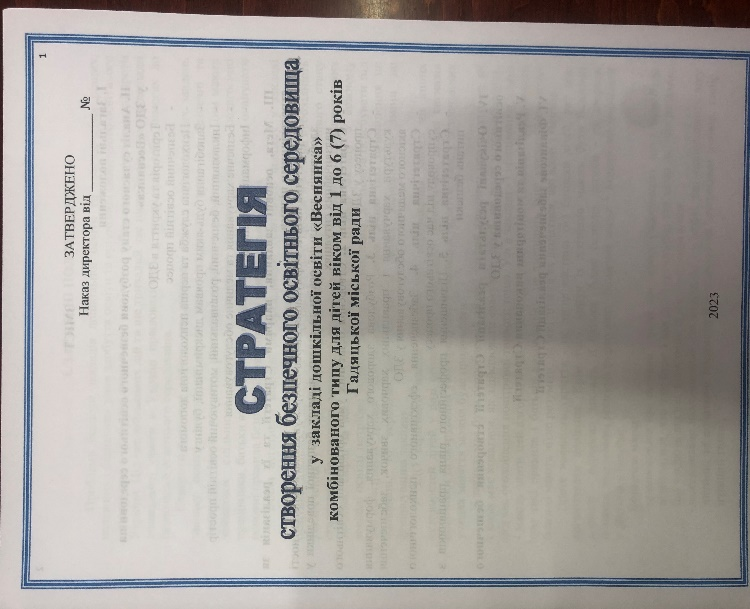 1
ЗАТВЕРДЖЕНО
Наказ директора від ________ № 
СТРАТЕГІЯ
створення безпечного освітнього середовища
у закладі дошкільної освіти «Веснянка»
комбінованого типу для дітей віком від 1 до 6 (7) років
Гадяцької міської ради
2023